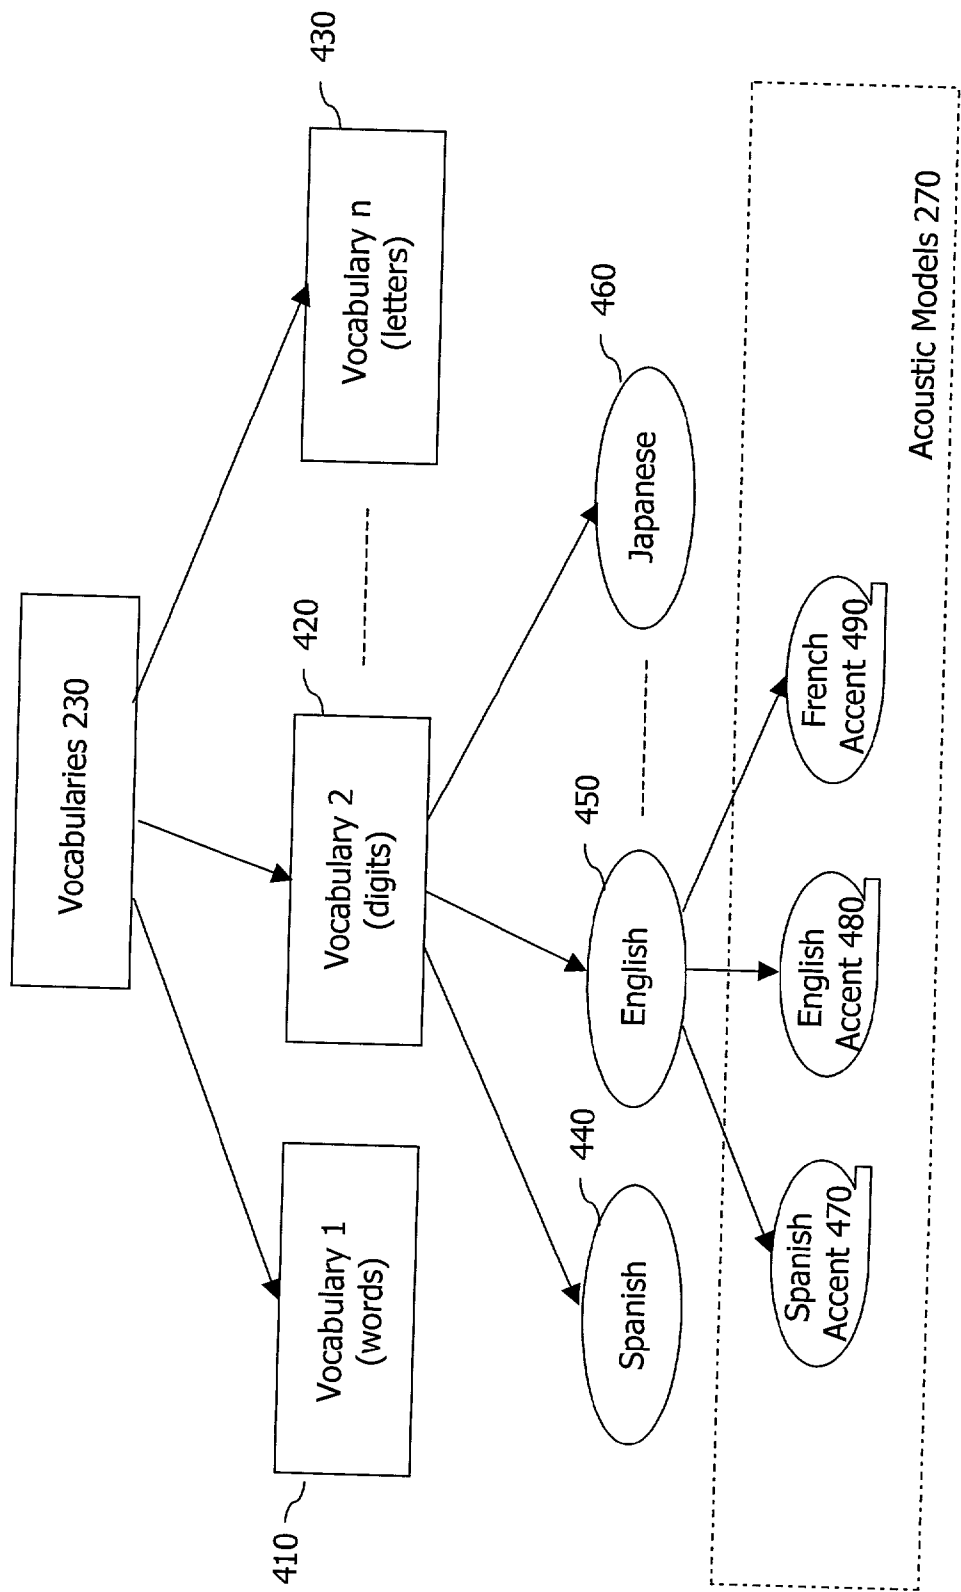 Vocabularies 230
410
Vocabulary 1
(words)
420
Vocabulary 2
(digits)
430
Vocabulary n
(letters)
440
Spanish
450
English
460
Japanese
Spanish
Accent 470
English
Accent 480
French
Accent 490
Acoustic Models 270